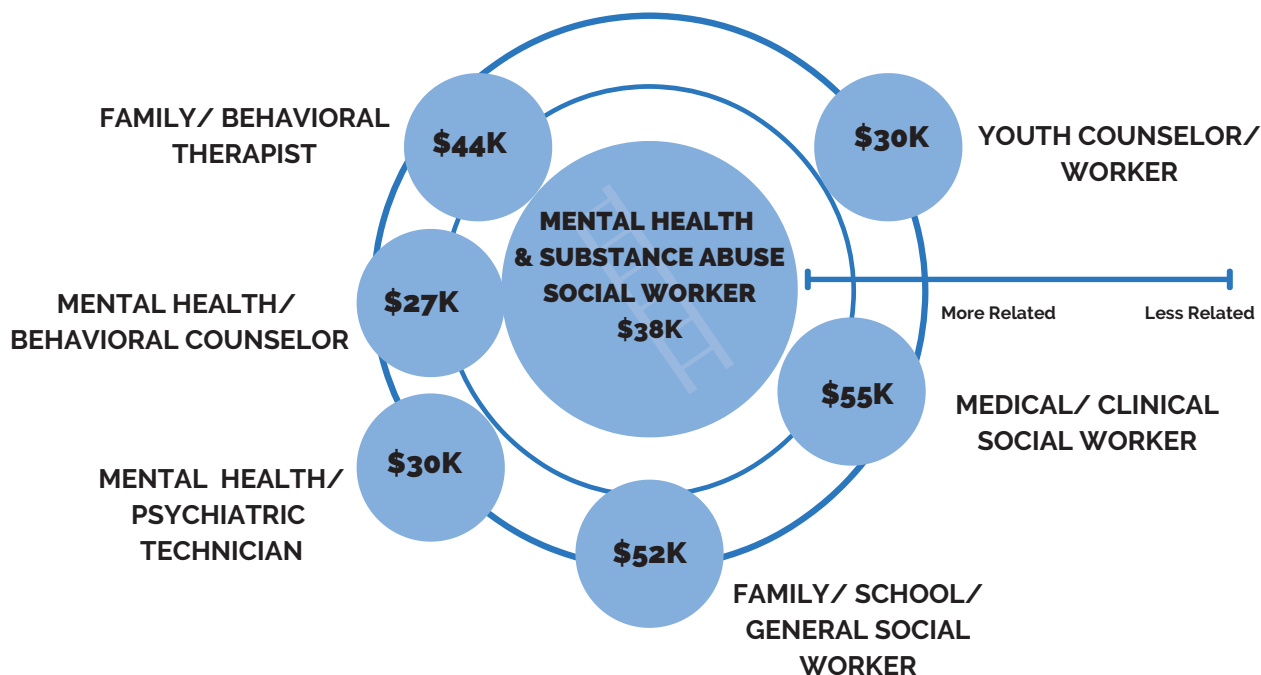 FAMILY/ BEHAVIORAL
THERAPIST
$44K
$30K
YOUTH COUNSELOR/
WORKER
MENTAL HEALTH
& SUBSTANCE ABUSE
SOCIAL WORKER
$38K
MENTAL HEALTH/
BEHAVIORAL COUNSELOR
$27K
More Related
Less Related
$55K
MEDICAL/ CLINICAL
SOCIAL WORKER
MENTAL HEALTH/
PSYCHIATRIC
TECHNICIAN
$30K
$52K
FAMILY/ SCHOOL/
GENERAL SOCIAL
WORKER